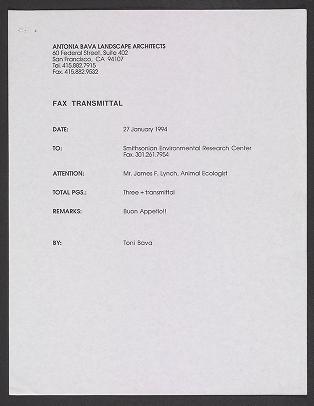 ANTONIA BAVA LANDSCAPE ARCHITECTS
60 Federal Street, Suite 402
San Francisco, CA 94107
Tel. 415.882.7915
Fax. 415.882.9532
FAX TRANSMITTAL
DATE: 27 January 1994
TO: Smithsonian Environmental Research Center
Fax. 301.261.7954
ATTENTION: Mr. James F. Lynch, Animal Ecologist
TOTAL PGS.: Three + transmittal
REMARKS: Buon Appetito!!
BY: Toni Bava